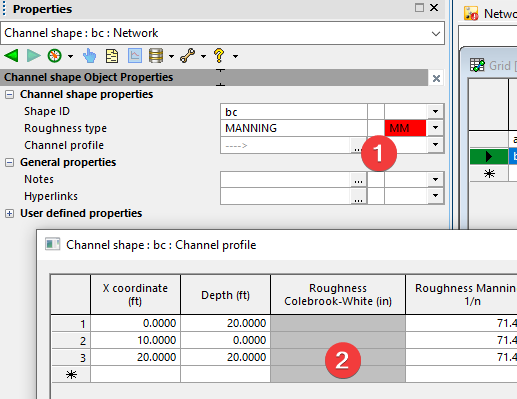 Properties
Channel shape : bc : Network
Networ
Grid [
Channel shape Object Properties
Channel shape properties
Shape ID bc
Roughness type MANNING MM
Channel profile ----> ...
1
General properties
Notes ...
Hyperlinks ...
User defined properties
Channel shape : bc : Channel profile
X coordinate (ft) Depth (ft) Roughness Colebrook-White (in) Roughness Mannin 1/n
1 0.0000 20.0000 71.4
2 10.0000 0.0000 71.4
3 20.0000 20.0000 71.4
2